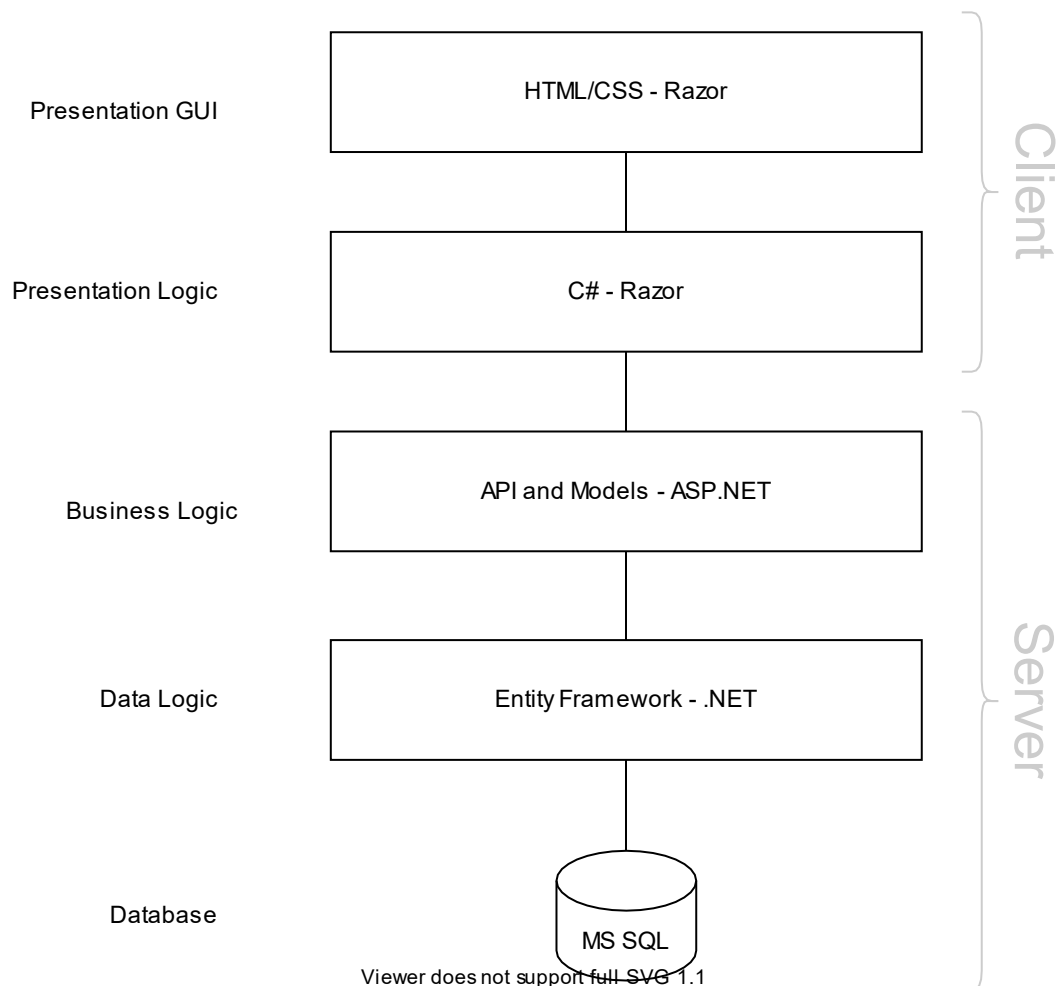 HTML/CSS - Razor
Presentation GUI
Client
Presentation Logic
C# - Razor
API and Models - ASP.NET
Business Logic
Server
Data Logic
Entity Framework - .NET
Database
MS SQL
Viewer does not support full SVG 1.1